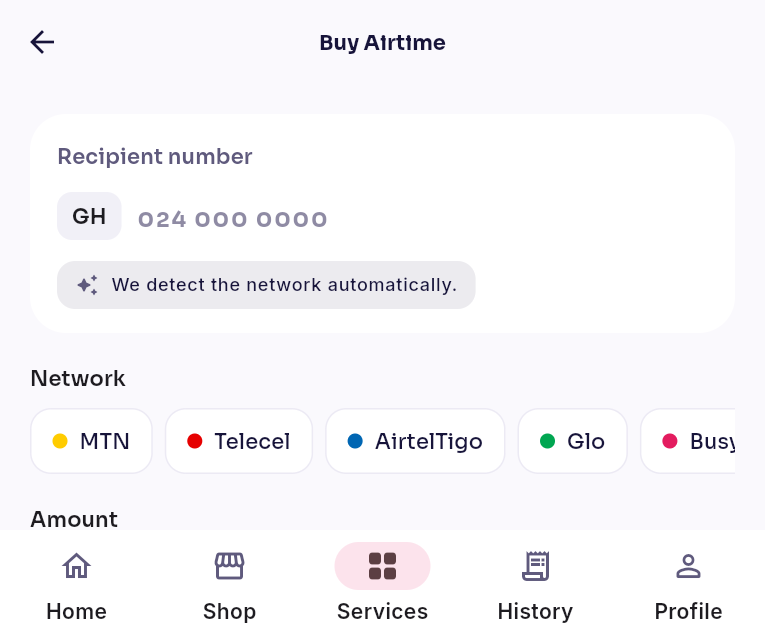 Buy Airtime
Recipient number
GH 024 000 0000
We detect the network automatically.
Network
MTN Telecel AirtelTigo Glo Busy
Amount
Home Shop Services History Profile